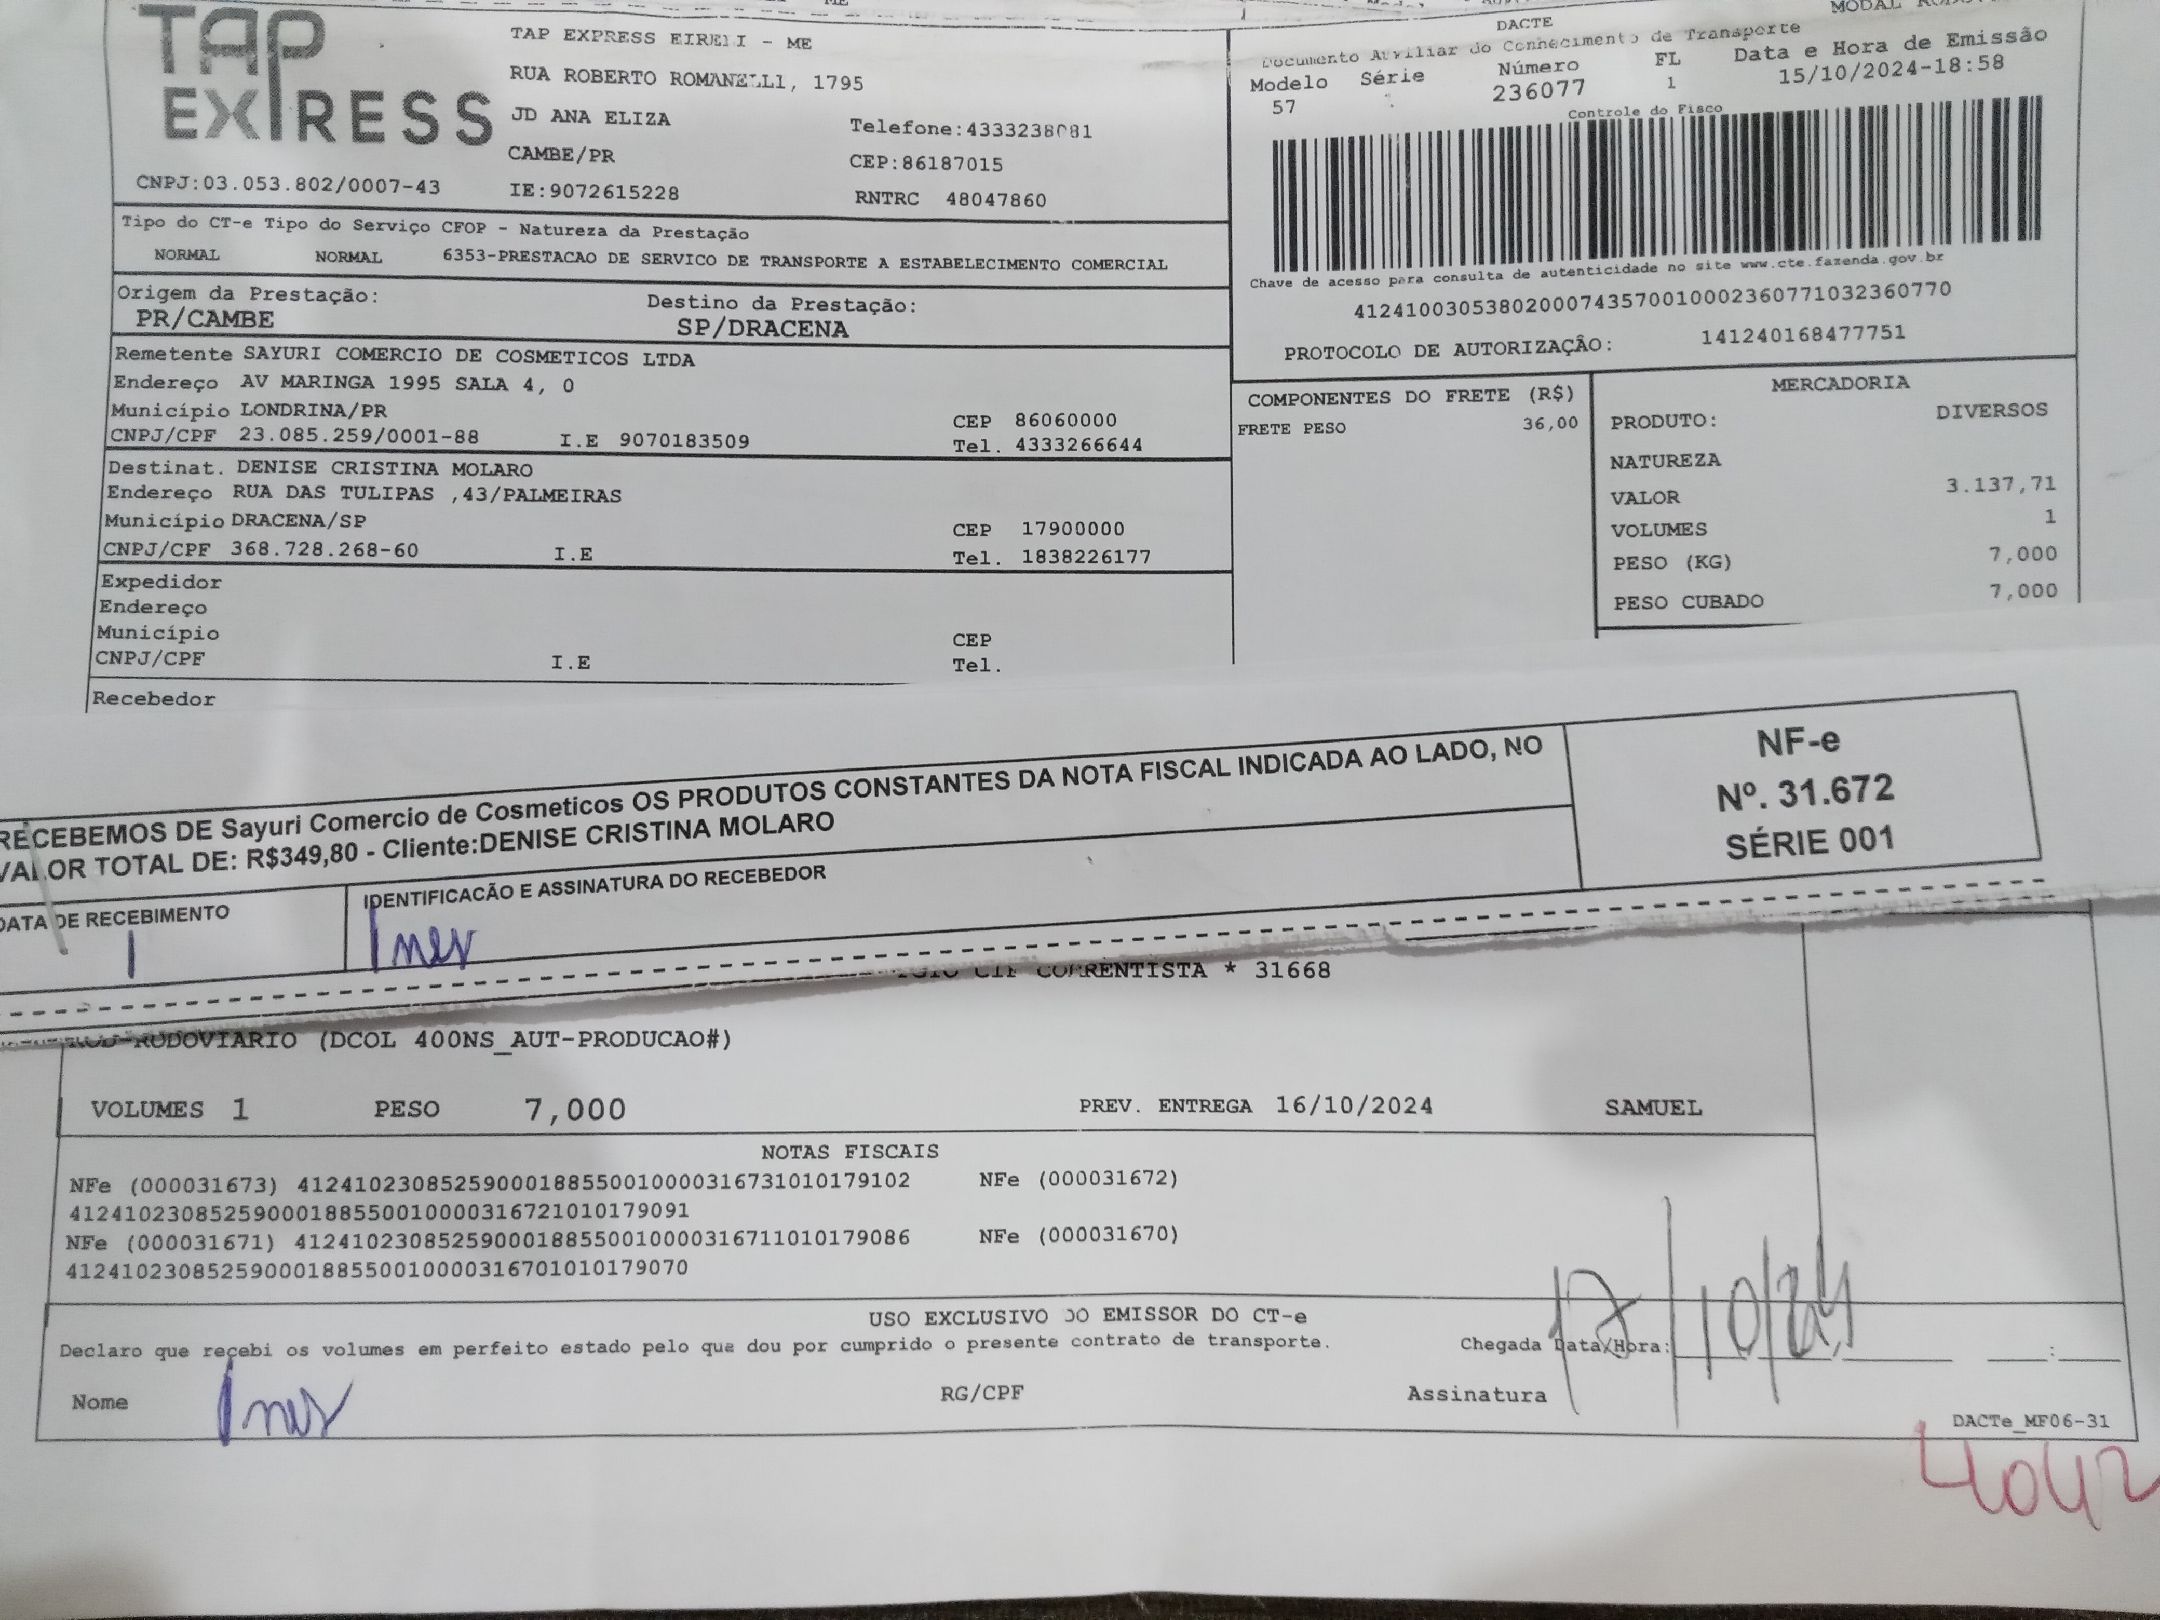 TAP EXPRESS
TAP EXPRESS EIRELI - ME
RUA ROBERTO ROMANELLI, 1795
JD ANA ELIZA
Telefone:4333238081
CAMBE/PR
CEP:86187015
CNPJ:03.053.802/0007-43
IE:9072615228
RNTRC 48047860
DACTE
Documento Auxiliar do Conhecimento de Transporte
Modelo Série Número FL Data e Hora de Emissão
57 236077 1 15/10/2024-18:58
Controle do Fisco
Chave de acesso para consulta de autenticidade no site www.cte.fazenda.gov.br
41241003053802000743570010002360771032360770
PROTOCOLO DE AUTORIZAÇÃO: 141240168477751
Tipo do CT-e Tipo do Serviço CFOP - Natureza da Prestação
NORMAL NORMAL 6353-PRESTACAO DE SERVICO DE TRANSPORTE A ESTABELECIMENTO COMERCIAL
Origem da Prestação: Destino da Prestação:
PR/CAMBE SP/DRACENA
Remetente SAYURI COMERCIO DE COSMETICOS LTDA
Endereço AV MARINGA 1995 SALA 4, 0
Município LONDRINA/PR CEP 86060000
CNPJ/CPF 23.085.259/0001-88 I.E 9070183509 Tel. 4333266644
Destinat. DENISE CRISTINA MOLARO
Endereço RUA DAS TULIPAS ,43/PALMEIRAS
Município DRACENA/SP CEP 17900000
CNPJ/CPF 368.728.268-60 I.E Tel. 1838226177
Expedidor
Endereço
Município CEP
CNPJ/CPF I.E Tel.
Recebedor
COMPONENTES DO FRETE (R$)
FRETE PESO 36,00
MERCADORIA
PRODUTO: DIVERSOS
NATUREZA
VALOR 3.137,71
VOLUMES 1
PESO (KG) 7,000
PESO CUBADO 7,000
RECEBEMOS DE Sayuri Comercio de Cosmeticos OS PRODUTOS CONSTANTES DA NOTA FISCAL INDICADA AO LADO, NO
VALOR TOTAL DE: R$349,80 - Cliente:DENISE CRISTINA MOLARO
NF-e
Nº. 31.672
SÉRIE 001
DATA DE RECEBIMENTO
IDENTIFICACÃO E ASSINATURA DO RECEBEDOR
Ines
CORRENTISTA * 31668
RODOVIARIO (DCOL 400NS_AUT-PRODUCAO#)
VOLUMES 1 PESO 7,000 PREV. ENTREGA 16/10/2024 SAMUEL
NOTAS FISCAIS
NFe (000031673) 41241023085259000188550010000316731010179102 NFe (000031672)
41241023085259000188550010000316721010179091
NFe (000031671) 41241023085259000188550010000316711010179086 NFe (000031670)
41241023085259000188550010000316701010179070
USO EXCLUSIVO DO EMISSOR DO CT-e
Declaro que recebi os volumes em perfeito estado pelo que dou por cumprido o presente contrato de transporte.
Chegada Data/Hora: 17/10/24
Nome Ines RG/CPF Assinatura
DACTe_MF06-31
4042